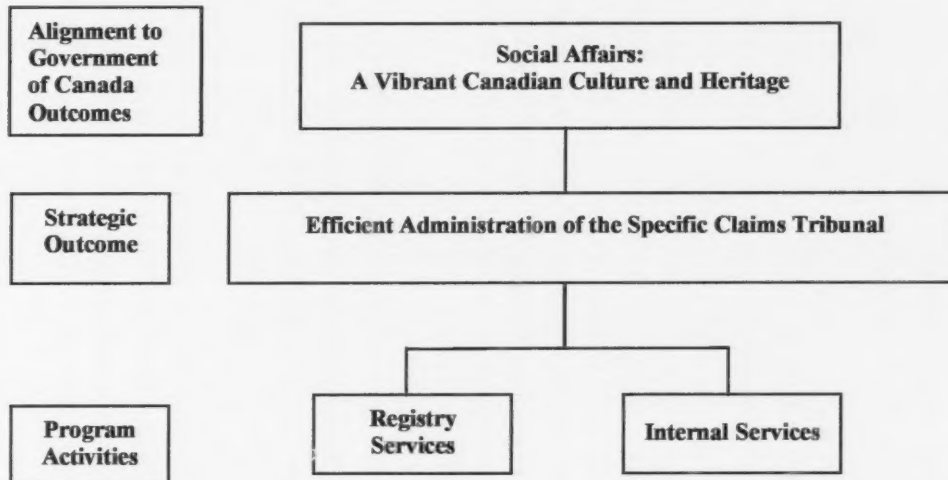 Alignment to
Government
of Canada
Outcomes
Social Affairs:
A Vibrant Canadian Culture and Heritage
Strategic
Outcome
Efficient Administration of the Specific Claims Tribunal
Program
Activities
Registry
Services
Internal Services